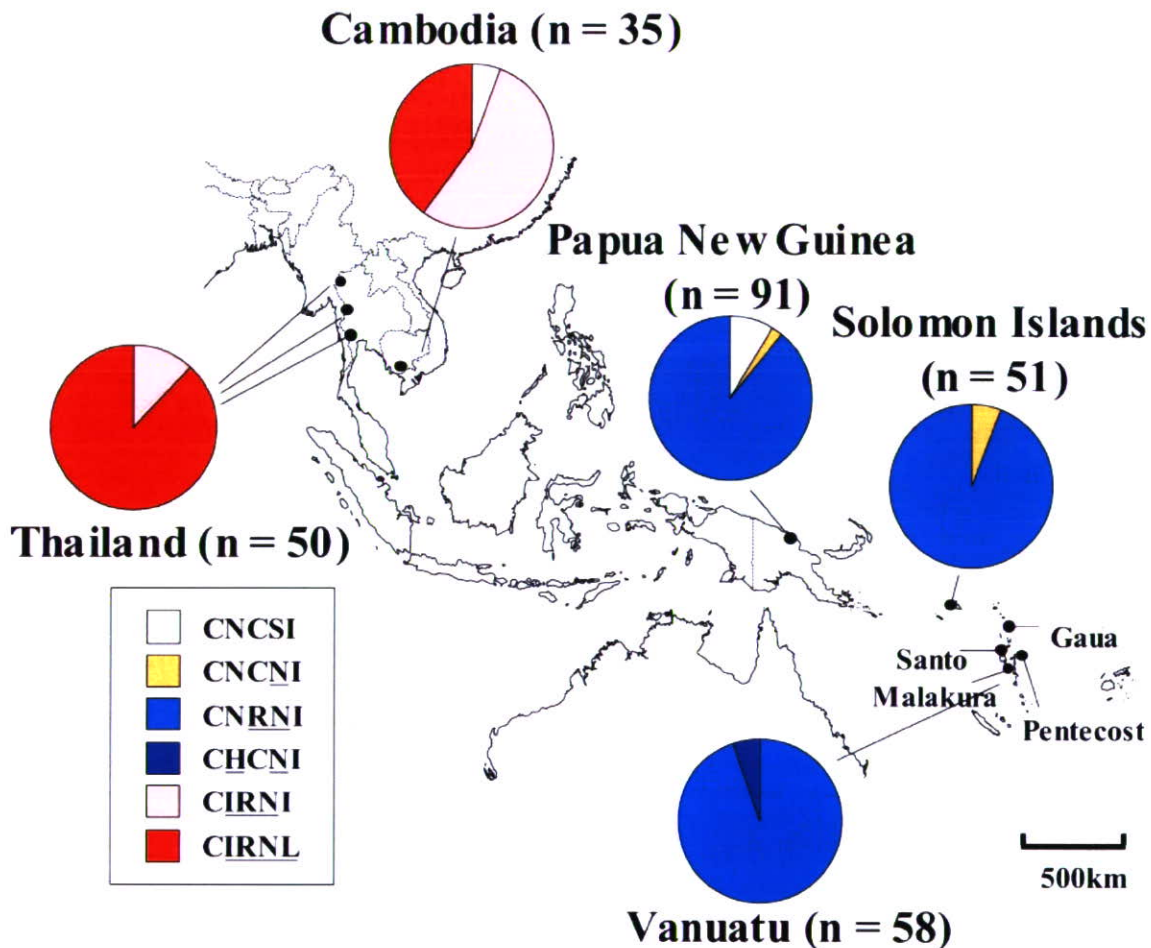 Cambodia (n = 35)
Papua New Guinea
(n = 91)
Solomon Islands
(n = 51)
Thailand (n = 50)
CNCSI
CNCNI
CNRNI
CHCNI
CIRNI
CIRNL
Gaua
Santo
Malakura
Pentecost
500km
Vanuatu (n = 58)